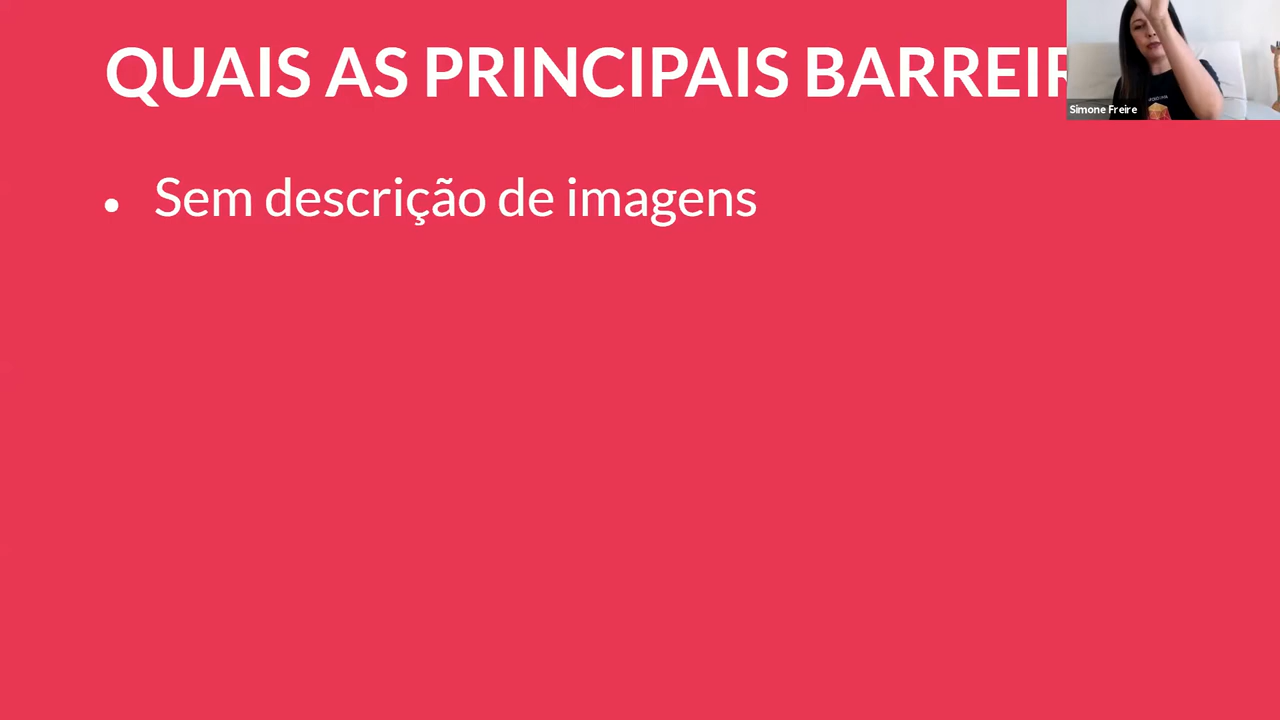 QUAIS AS PRINCIPAIS BARREIR
Simone Freire
• Sem descrição de imagens